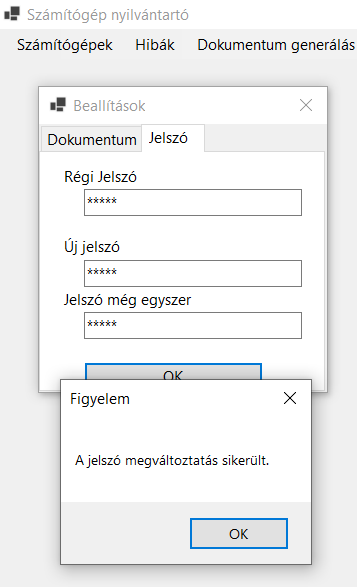 Számítógép nyilvántartó
Számítógépek Hibák Dokumentum generálás
Beallítások
Dokumentum Jelszó
Régi Jelszó
*****
Új jelszó
*****
Jelszó még egyszer
*****
OK
Figyelem
A jelszó megváltoztatás sikerült.
OK